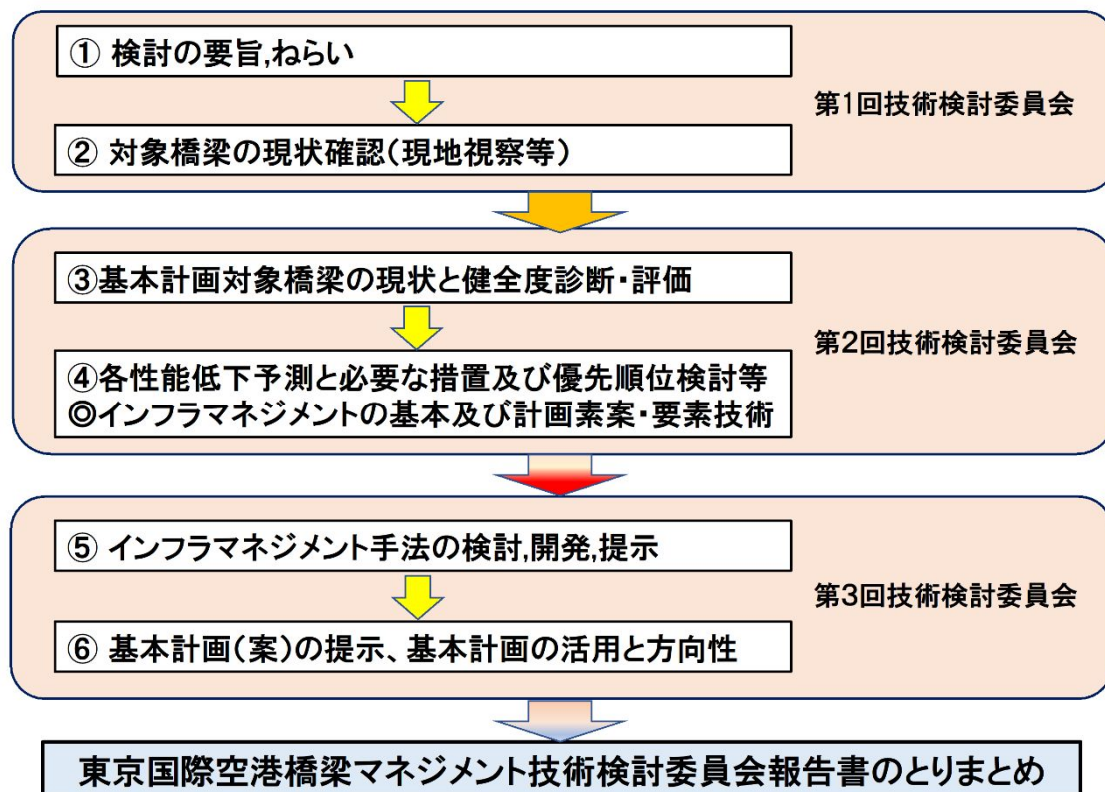 ① 検討の要旨,ねらい
第1回技術検討委員会
② 対象橋梁の現状確認(現地視察等)
③基本計画対象橋梁の現状と健全度診断・評価
第2回技術検討委員会
④各性能低下予測と必要な措置及び優先順位検討等
◎インフラマネジメントの基本及び計画素案・要素技術
⑤ インフラマネジメント手法の検討,開発,提示
第3回技術検討委員会
⑥ 基本計画(案)の提示、基本計画の活用と方向性
東京国際空港橋梁マネジメント技術検討委員会報告書のとりまとめ